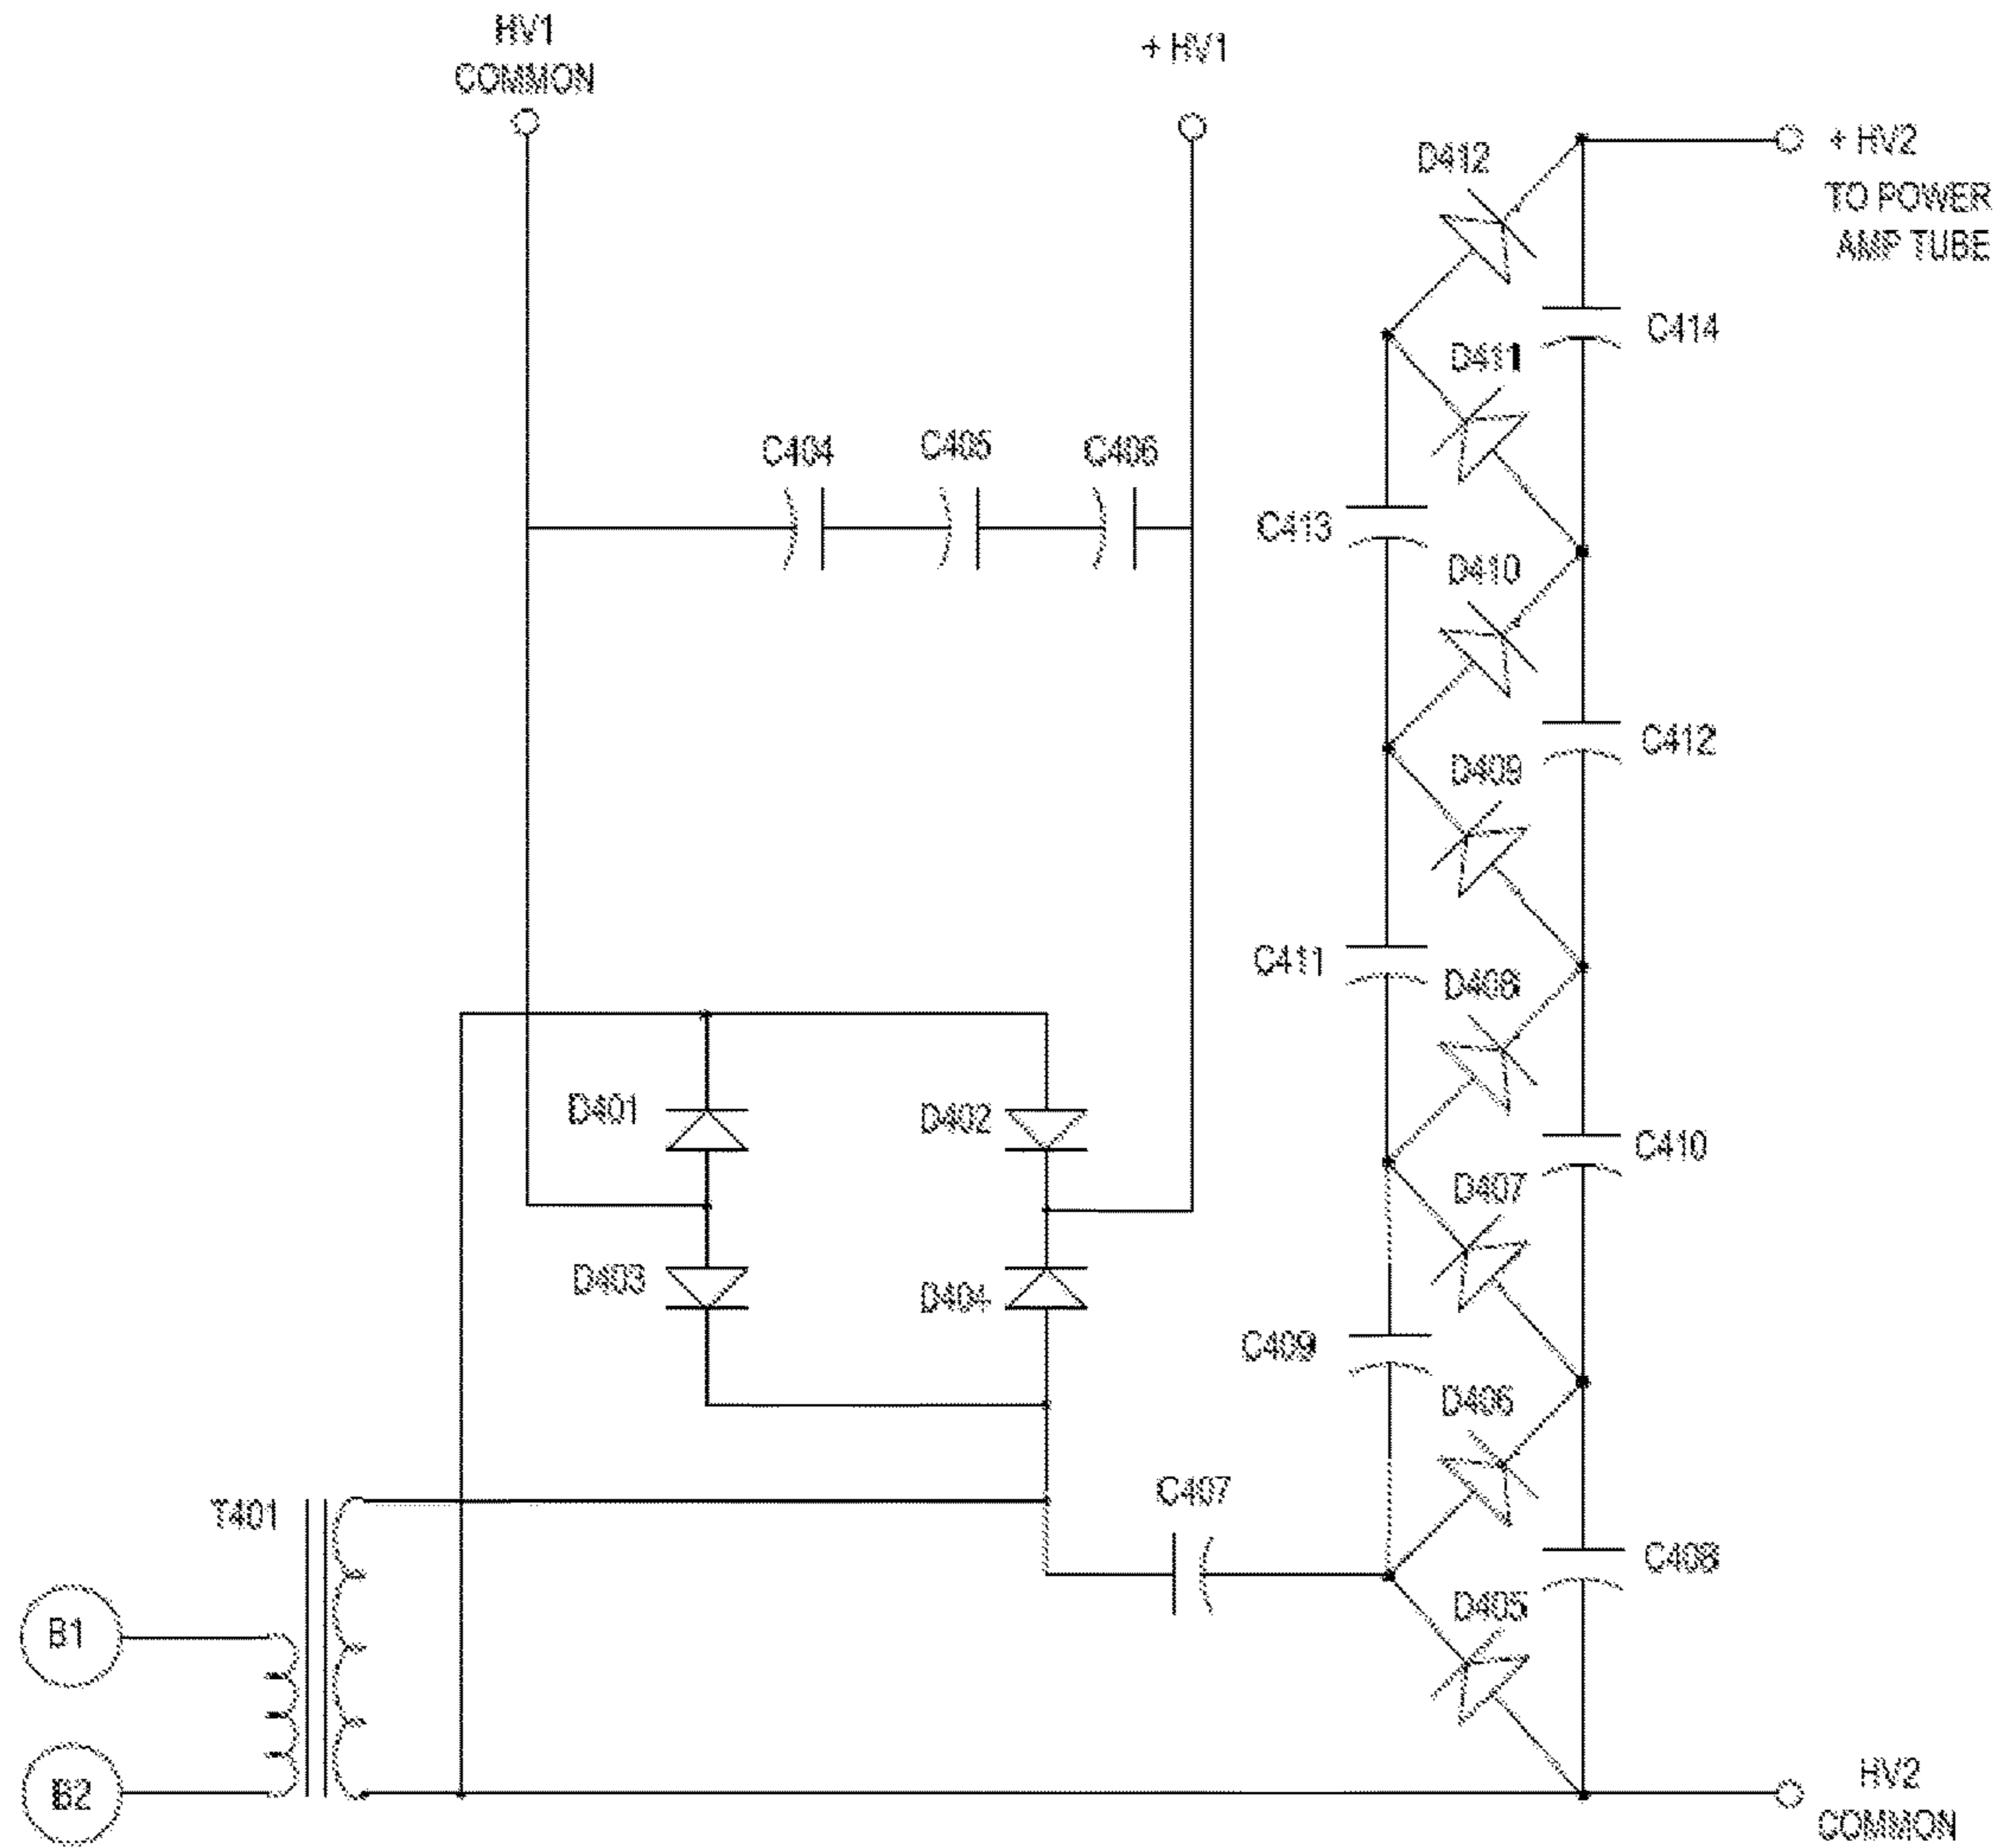 HV1
COMMON
+ HV1
+ HV2
TO POWER
AMP TUBE
D412
C414
D411
C404
C405
C406
C413
D410
C412
D409
C411
D408
D401
D402
C410
D407
D403
D404
C409
D406
C407
T401
C408
D405
B1
B2
HV2
COMMON